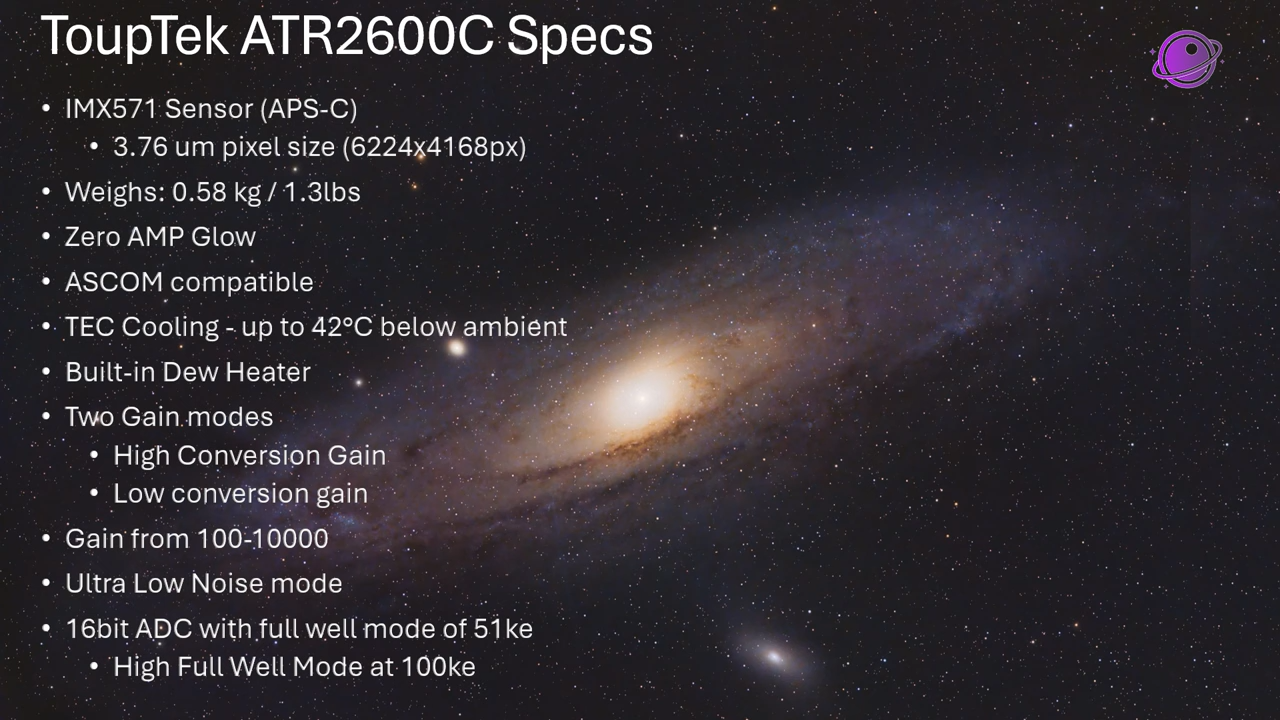 ToupTek ATR2600C Specs
• IMX571 Sensor (APS-C)
• 3.76 um pixel size (6224x4168px)
• Weighs: 0.58 kg / 1.3lbs
• Zero AMP Glow
• ASCOM compatible
• TEC Cooling - up to 42°C below ambient
• Built-in Dew Heater
• Two Gain modes
• High Conversion Gain
• Low conversion gain
• Gain from 100-10000
• Ultra Low Noise mode
• 16bit ADC with full well mode of 51ke
• High Full Well Mode at 100ke